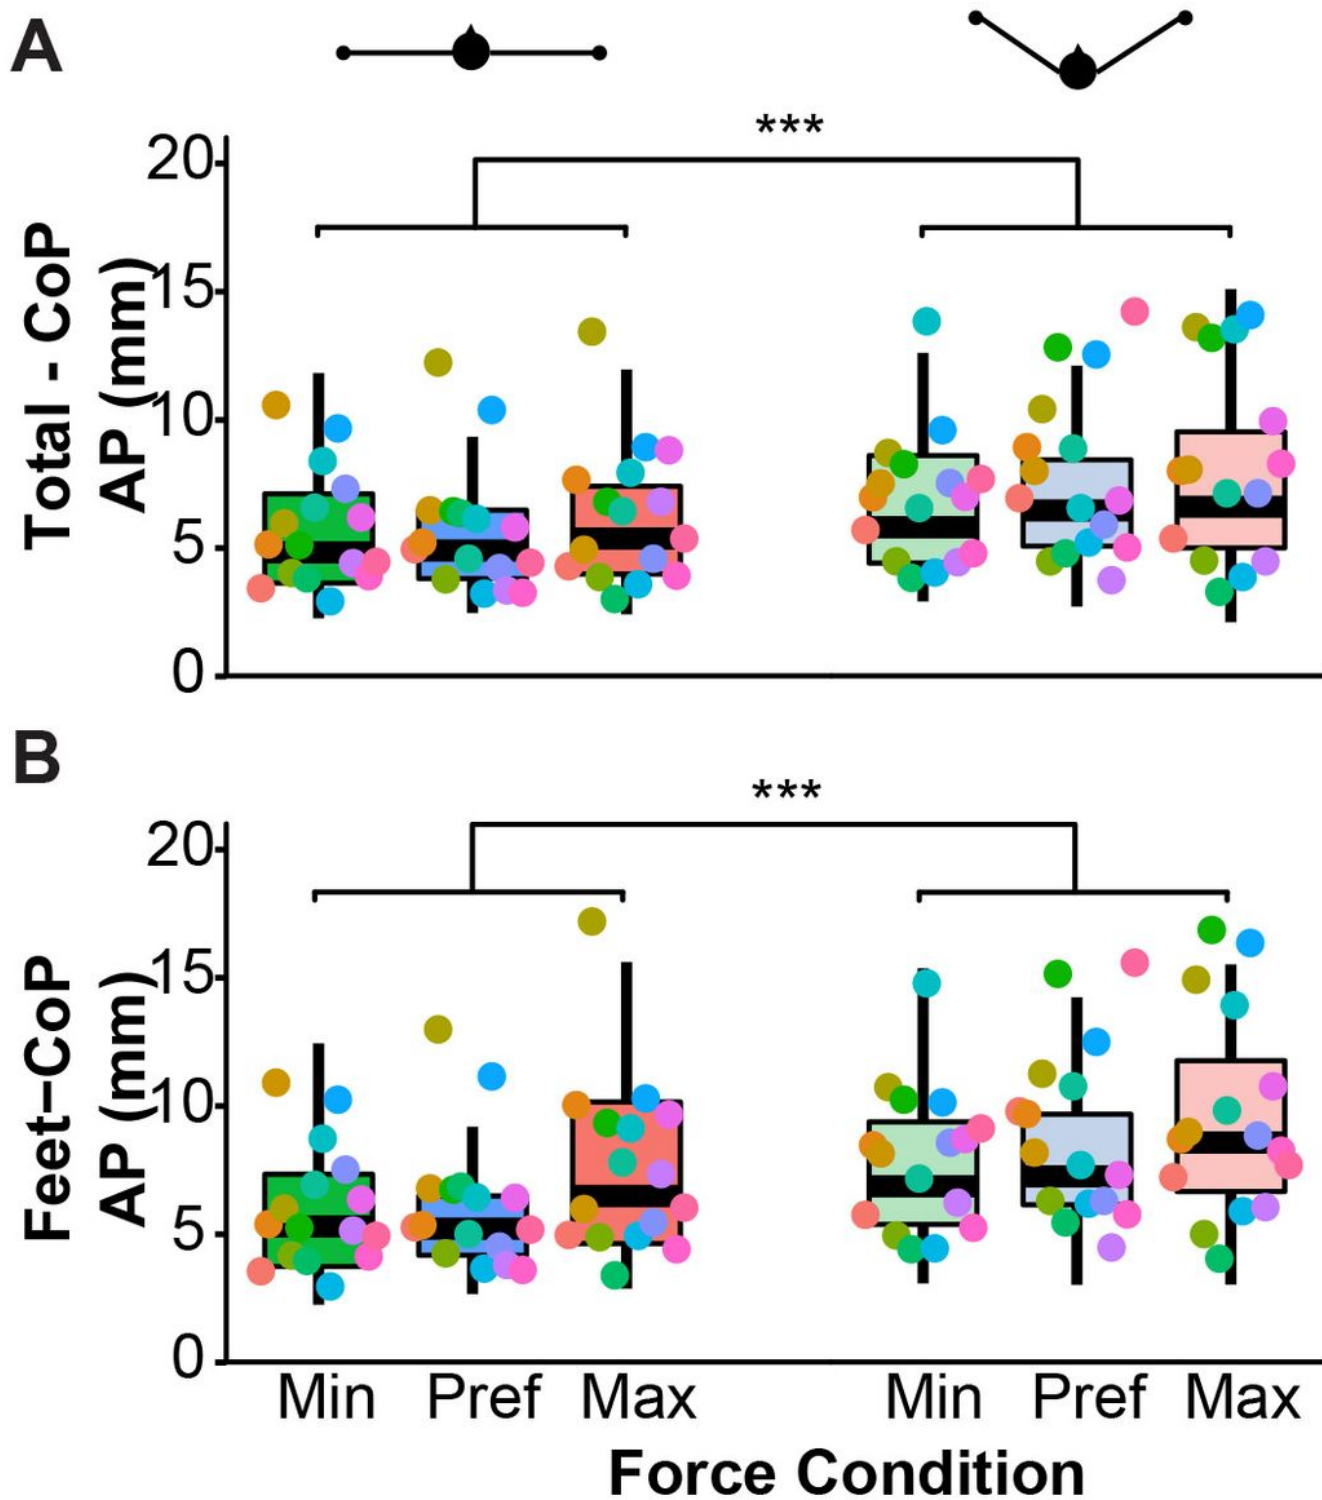 A
***
20
15
10
5
0
Total - CoP
AP (mm)
B
***
20
15
10
5
0
Feet–CoP
AP (mm)
Min Pref Max Min Pref Max
Force Condition